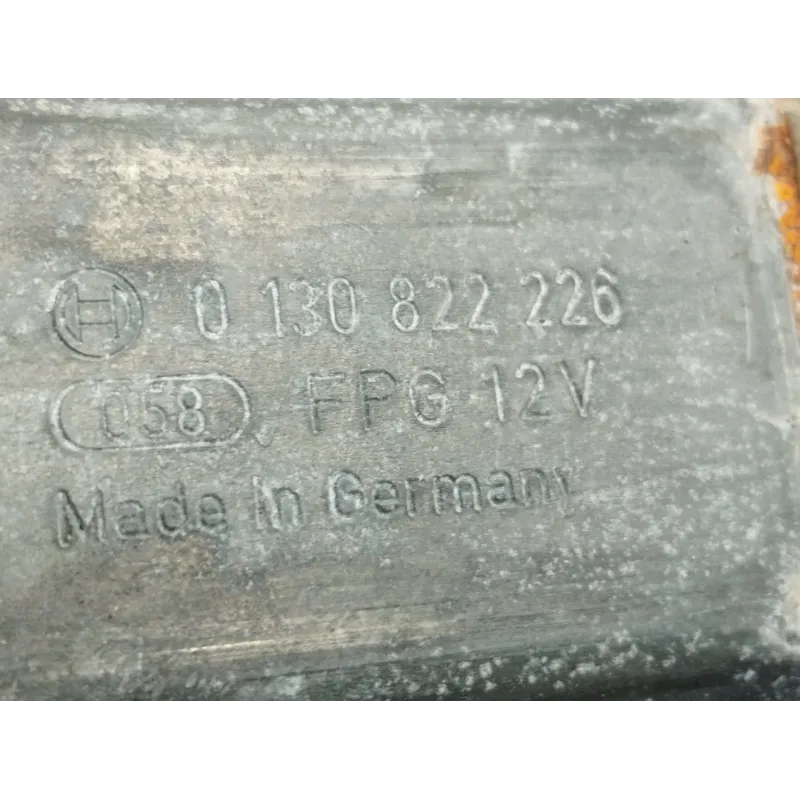 0 130 822 226
058 FPG 12V
Made in Germany